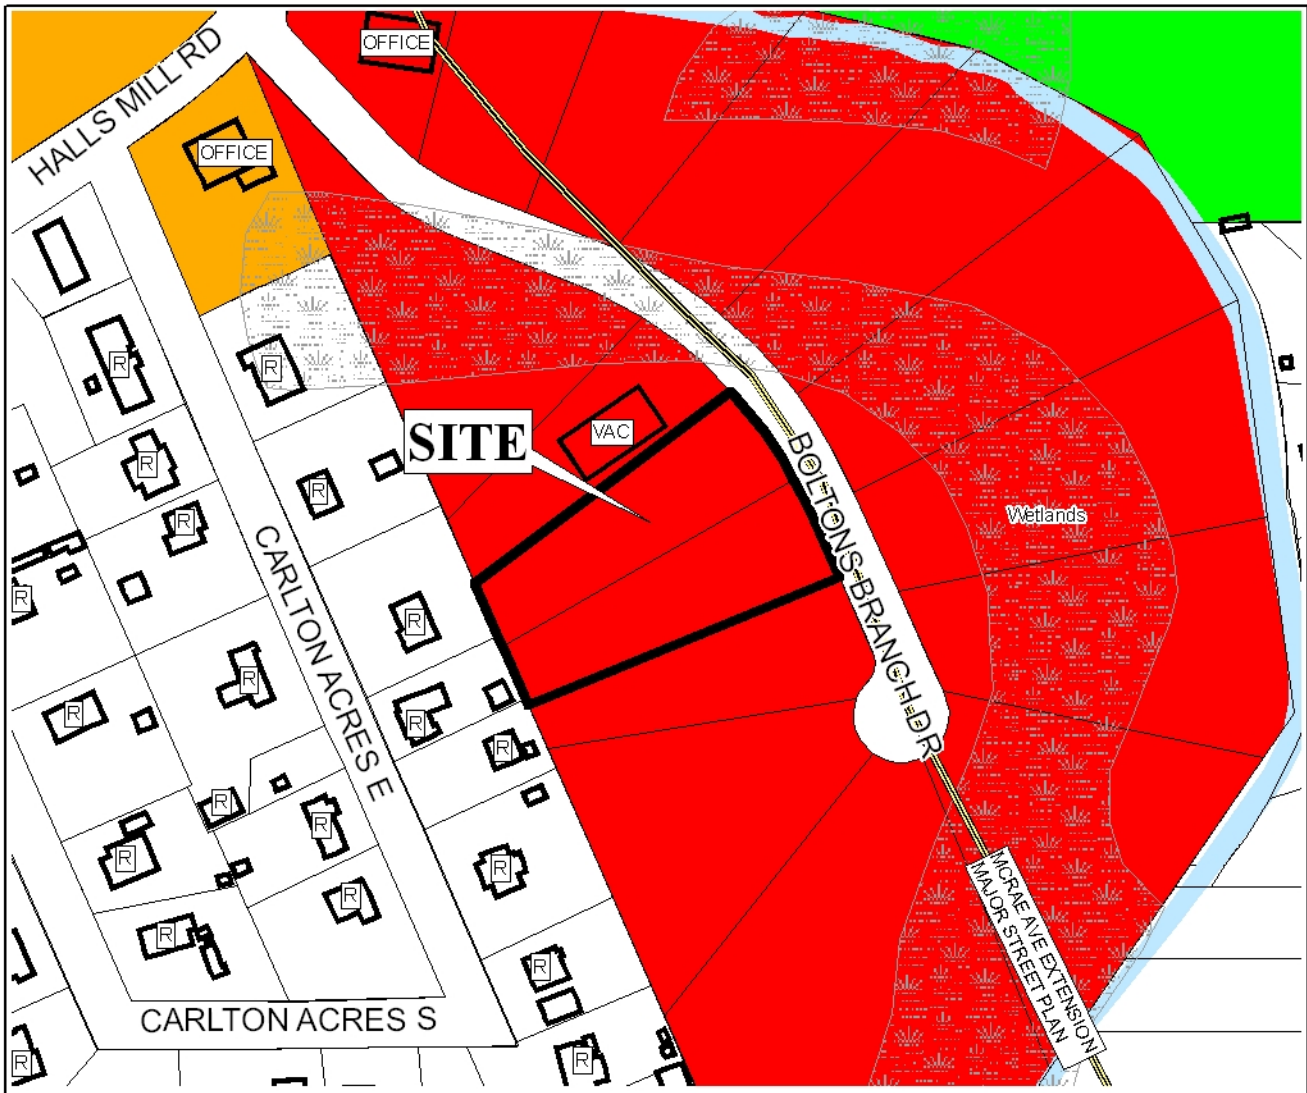 OFFICE
HALLS MILL RD
OFFICE
R
R
R
R
R
R
SITE
VAC
BOLTONS BRANCH DR
Wetlands
R
R
CARLTON ACRES E
R
R
R
R
R
R
R
R
R
R
R
R
MCRAE AVE EXTENSION
MAJOR STREET PLAN
CARLTON ACRES S
R
R